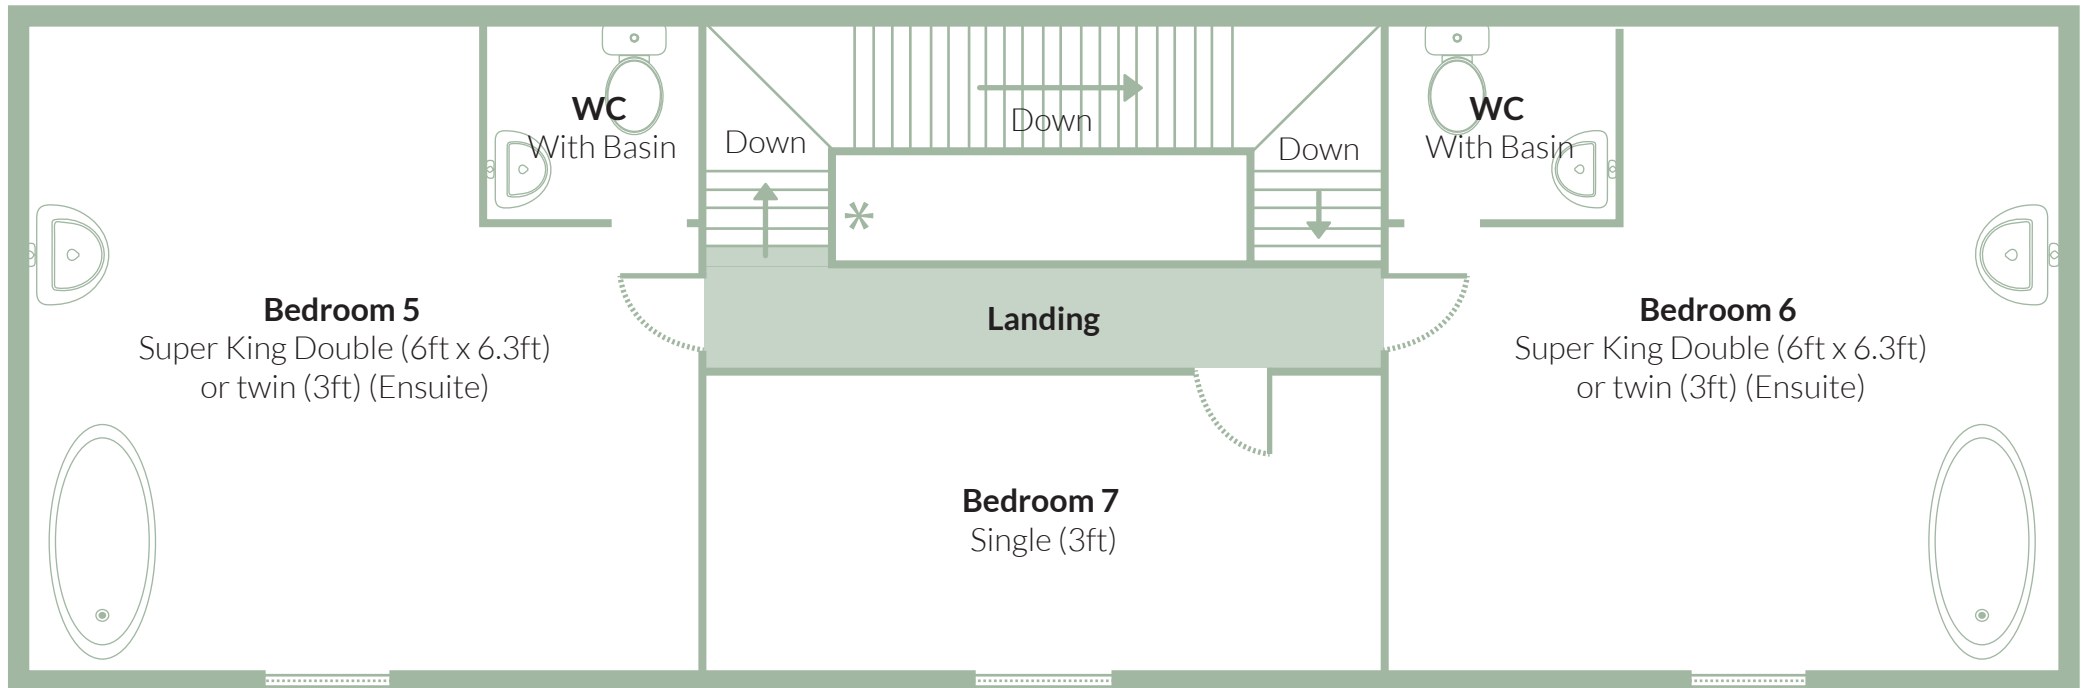 WC
With Basin
Down
Down
Down
WC
With Basin
*
Bedroom 5
Super King Double (6ft x 6.3ft)
or twin (3ft) (Ensuite)
Landing
Bedroom 6
Super King Double (6ft x 6.3ft)
or twin (3ft) (Ensuite)
Bedroom 7
Single (3ft)